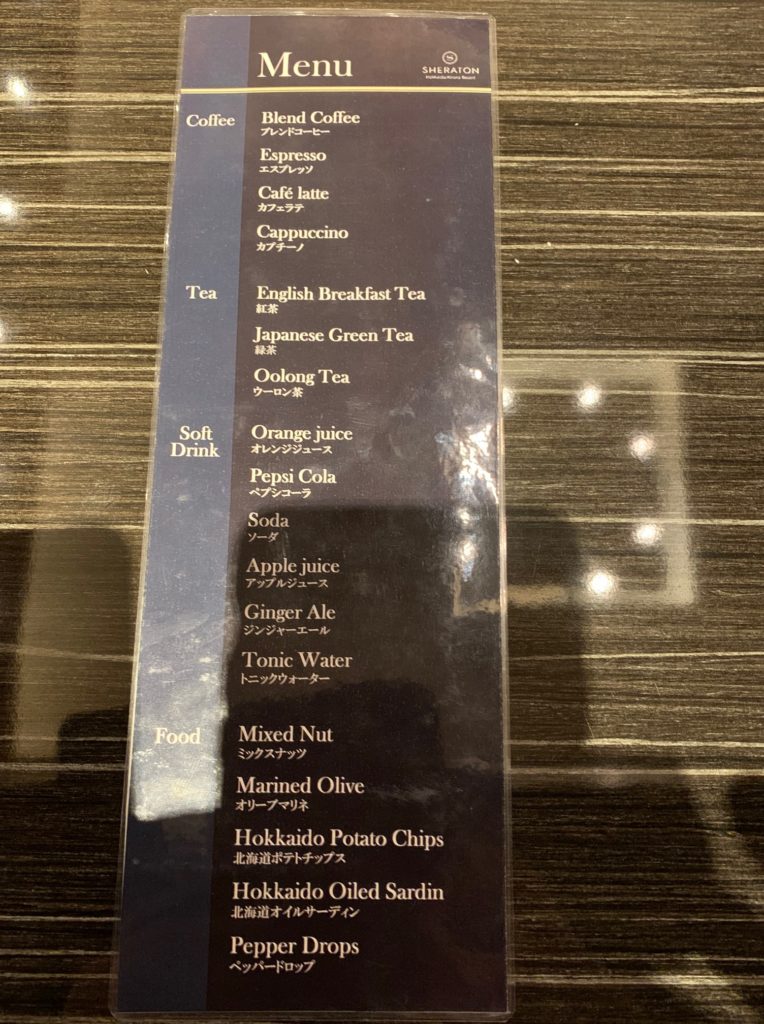 Menu
SHERATON
Hokkaido Kiroro Resort
Coffee
Blend Coffee
ブレンドコーヒー
Espresso
エスプレッソ
Café latte
カフェラテ
Cappuccino
カプチーノ
Tea
English Breakfast Tea
紅茶
Japanese Green Tea
緑茶
Oolong Tea
ウーロン茶
Soft
Drink
Orange juice
オレンジジュース
Pepsi Cola
ペプシコーラ
Soda
ソーダ
Apple juice
アップルジュース
Ginger Ale
ジンジャーエール
Tonic Water
トニックウォーター
Food
Mixed Nut
ミックスナッツ
Marined Olive
オリーブマリネ
Hokkaido Potato Chips
北海道ポテトチップス
Hokkaido Oiled Sardin
北海道オイルサーディン
Pepper Drops
ペッパードロップ